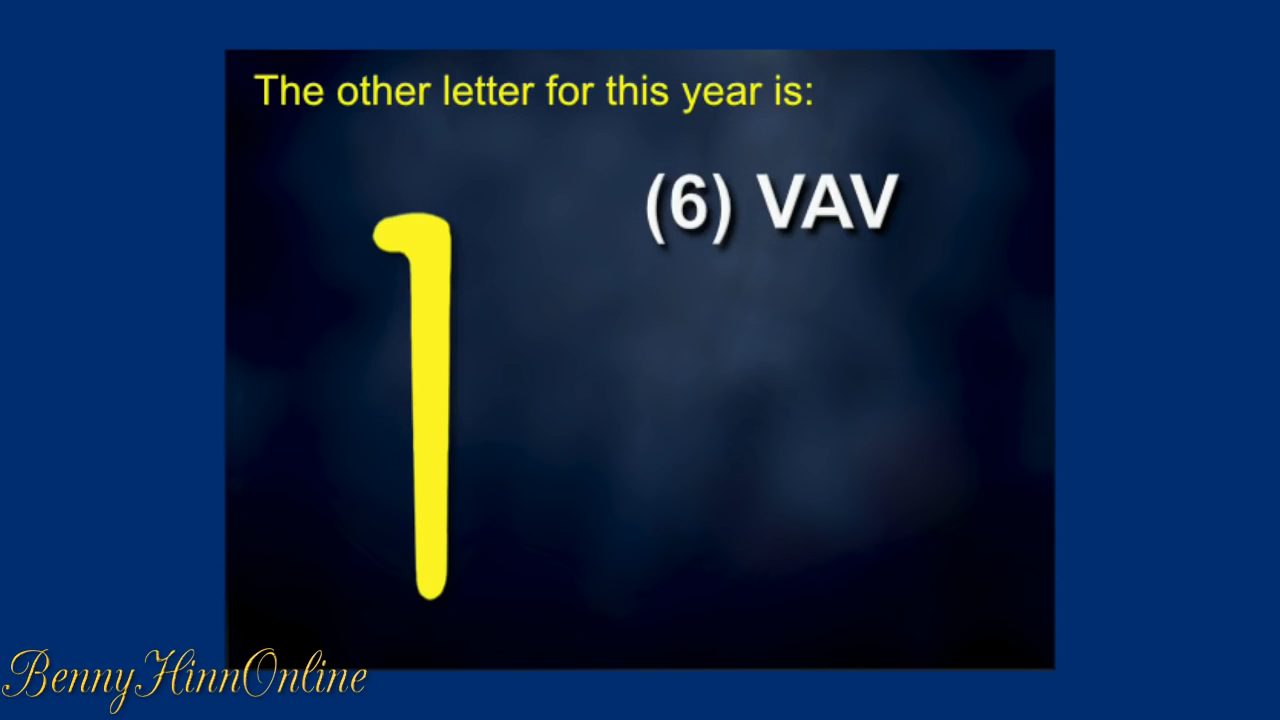 The other letter for this year is:
(6) VAV
ו
BennyHinnOnline